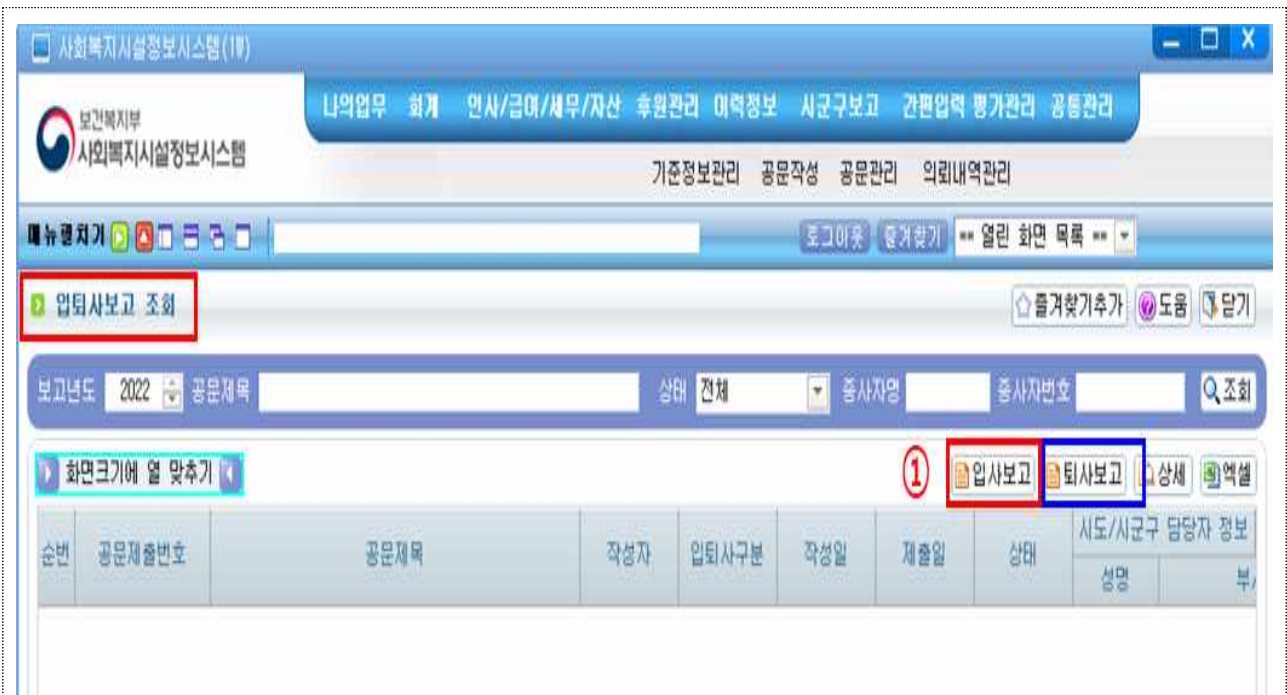 사회복지시설정보시스템(1W)
나의업무 회계 인사/급여/세무/자산 후원관리 이력정보 시군구보고 간편입력 평가관리 공통관리
보건복지부
사회복지시설정보시스템
기준정보관리 공문작성 공문관리 의뢰내역관리
메뉴펼치기 로그아웃 즐겨찾기 == 열린 화면 목록 ==
입퇴사보고 조회 즐겨찾기추가 도움 닫기
보고년도 2022 공문제목 상태 전체 종사자명 종사자번호 조회
화면크기에 열 맞추기 ① 입사보고 퇴사보고 상세 엑셀
순번 공문제출번호 공문제목 작성자 입퇴사구분 작성일 제출일 상태 시도/시군구 담당자 정보
성명